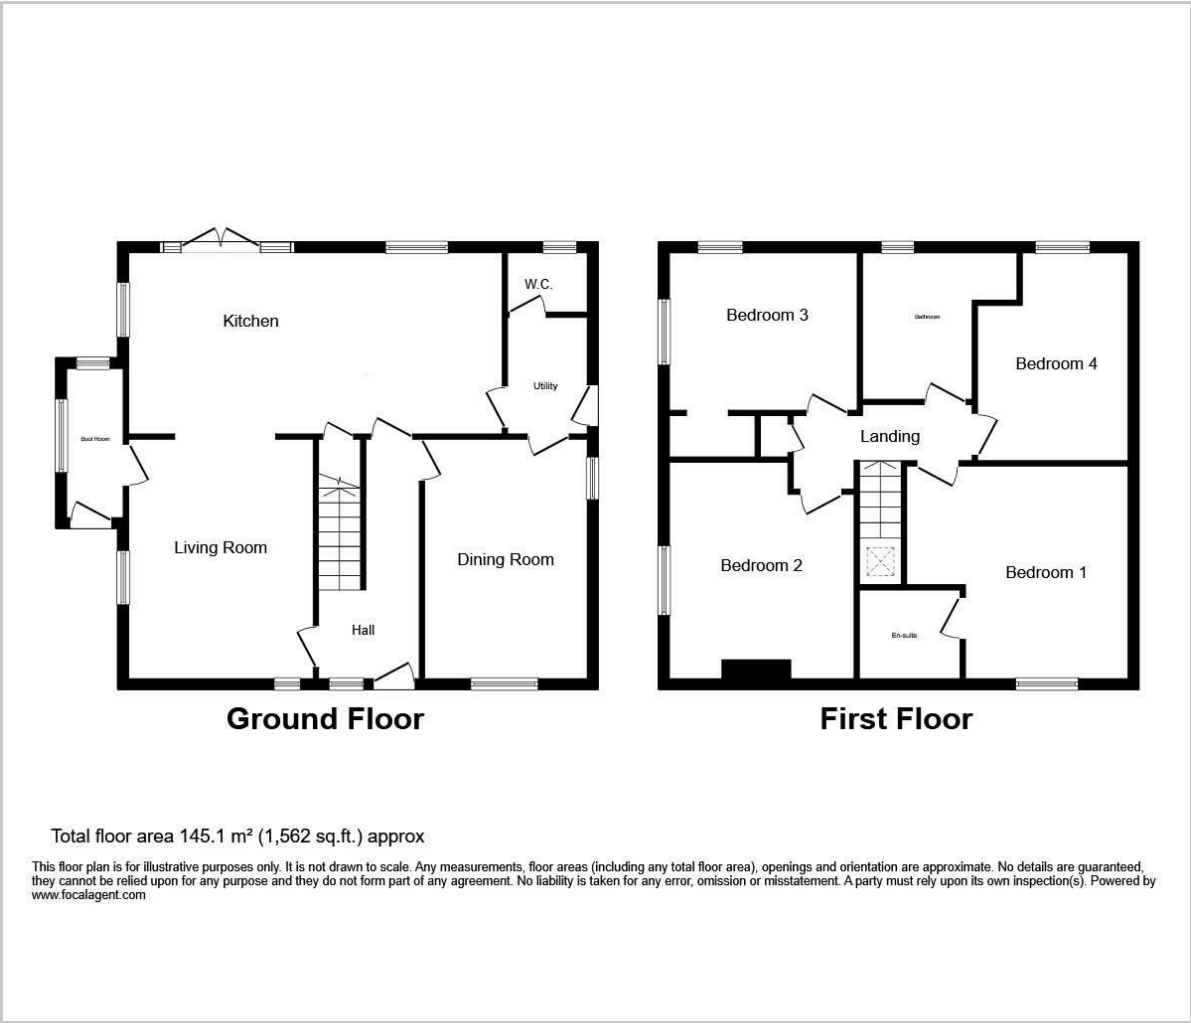 W.C.
Kitchen
Utility
Boot Room
Living Room
Dining Room
Hall
Ground Floor
Bedroom 3
Bathroom
Bedroom 4
Landing
Bedroom 2
Bedroom 1
En-suite
First Floor
Total floor area 145.1 m² (1,562 sq.ft.) approx
This floor plan is for illustrative purposes only. It is not drawn to scale. Any measurements, floor areas (including any total floor area), openings and orientation are approximate. No details are guaranteed,
they cannot be relied upon for any purpose and they do not form part of any agreement. No liability is taken for any error, omission or misstatement. A party must rely upon its own inspection(s). Powered by
www.focalagent.com